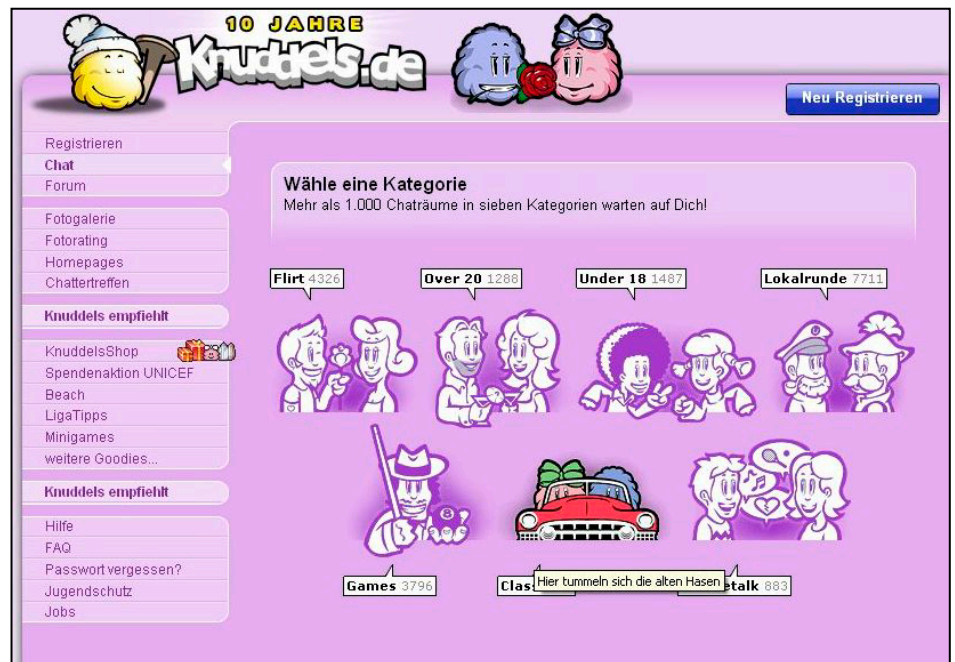 10 JAHRE
Knuddels.de
Neu Registrieren
Registrieren
Chat
Forum
Fotogalerie
Fotorating
Homepages
Chattertreffen
Knuddels empfiehlt
KnuddelsShop
Spendenaktion UNICEF
Beach
LigaTipps
Minigames
weitere Goodies...
Knuddels empfiehlt
Hilfe
FAQ
Passwort vergessen?
Jugendschutz
Jobs
Wähle eine Kategorie
Mehr als 1.000 Chaträume in sieben Kategorien warten auf Dich!
Flirt 4326 Over 20 1288 Under 18 1487 Lokalrunde 7711
8
Games 3796 Clas Hier tummeln sich die alten Hasen etalk 883